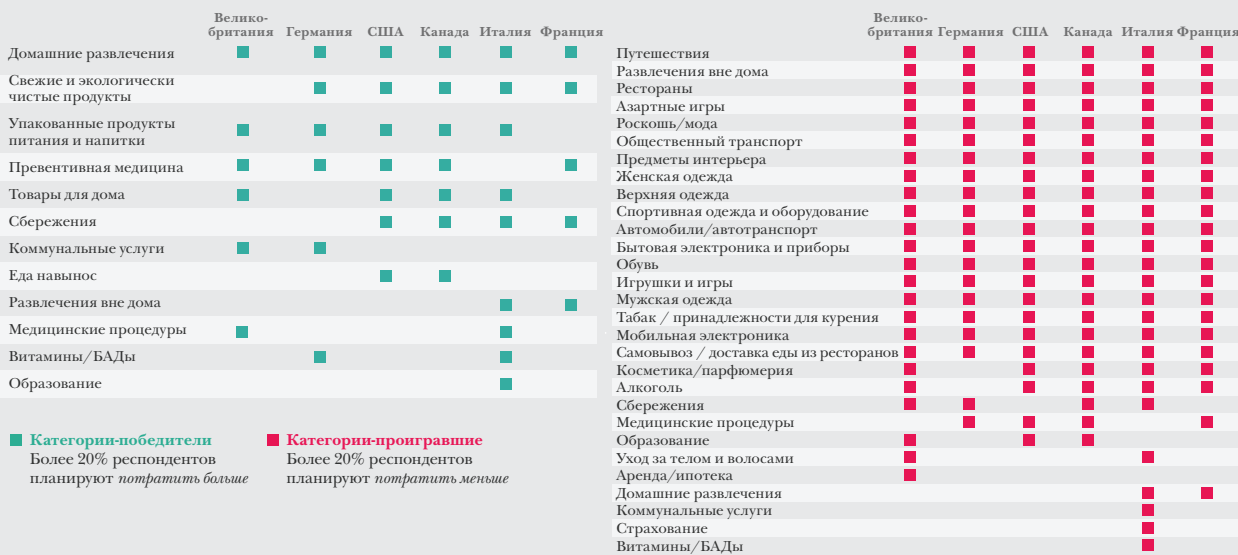 Велико-
британия Германия США Канада Италия Франция
Домашние развлечения
Свежие и экологически
чистые продукты
Упакованные продукты
питания и напитки
Превентивная медицина
Товары для дома
Сбережения
Коммунальные услуги
Еда навынос
Развлечения вне дома
Медицинские процедуры
Витамины/БАДы
Образование
Категории-победители
Более 20% респондентов
планируют потратить больше
Категории-проигравшие
Более 20% респондентов
планируют потратить меньше
Велико-
британия Германия США Канада Италия Франция
Путешествия
Развлечения вне дома
Рестораны
Азартные игры
Роскошь/мода
Общественный транспорт
Предметы интерьера
Женская одежда
Верхняя одежда
Спортивная одежда и оборудование
Автомобили/автотранспорт
Бытовая электроника и приборы
Обувь
Игрушки и игры
Мужская одежда
Табак / принадлежности для курения
Мобильная электроника
Самовывоз / доставка еды из ресторанов
Косметика/парфюмерия
Алкоголь
Сбережения
Медицинские процедуры
Образование
Уход за телом и волосами
Аренда/ипотека
Домашние развлечения
Коммунальные услуги
Страхование
Витамины/БАДы